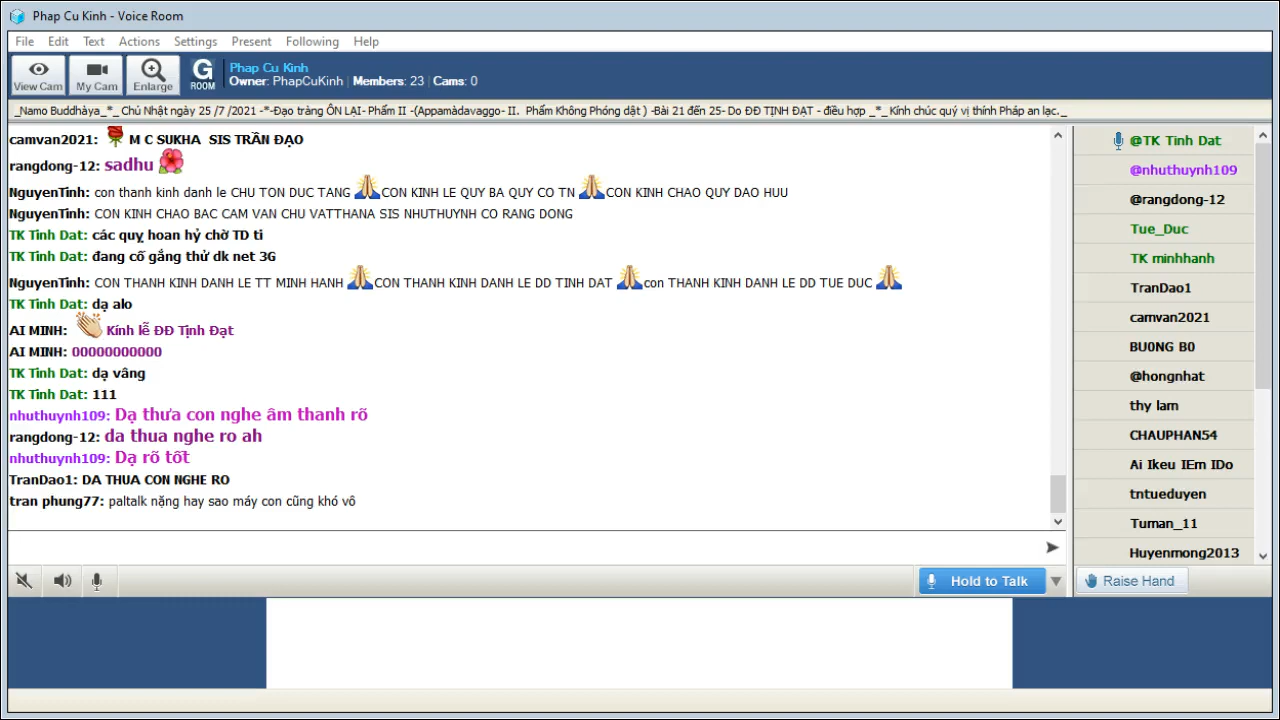 Phap Cu Kinh - Voice Room
File Edit Text Actions Settings Present Following Help
View Cam My Cam Enlarge G ROOM
Phap Cu Kinh
Owner: PhapCuKinh | Members: 23 | Cams: 0
_Namo Buddhàya_*_ Chủ Nhật ngày 25 /7 /2021 -*-Đạo tràng ÔN LẠI- Phẩm II -(Appamàdavaggo- II. Phẩm Không Phóng dật ) -Bài 21 đến 25- Do ĐĐ TỊNH ĐẠT - điều hợp _*_Kính chúc quý vị thính Pháp an lạc._
camvan2021: M C SUKHA SIS TRẦN ĐẠO
rangdong-12: sadhu
NguyenTinh: con thanh kinh danh le CHU TON DUC TANG CON KINH LE QUY BA QUY CO TN CON KINH CHAO QUY DAO HUU
NguyenTinh: CON KINH CHAO BAC CAM VAN CHU VATTHANA SIS NHUTHUYNH CO RANG DONG
TK Tinh Dat: các quỵ hoan hỷ chờ TD ti
TK Tinh Dat: đang cố gắng thử dk net 3G
NguyenTinh: CON THANH KINH DANH LE TT MINH HANH CON THANH KINH DANH LE DD TINH DAT con THANH KINH DANH LE DD TUE DUC
TK Tinh Dat: dạ alo
AI MINH: Kính lễ ĐĐ Tịnh Đạt
AI MINH: 00000000000
TK Tinh Dat: dạ vâng
TK Tinh Dat: 111
nhuthuynh109: Dạ thưa con nghe âm thanh rõ
rangdong-12: da thua nghe ro ah
nhuthuynh109: Dạ rõ tốt
TranDao1: DA THUA CON NGHE RO
tran phung77: paltalk nặng hay sao máy con cũng khó vô
Hold to Talk
@TK Tinh Dat
@nhuthuynh109
@rangdong-12
Tue_Duc
TK minhhanh
TranDao1
camvan2021
BU0NG B0
@hongnhat
thy lam
CHAUPHAN54
Ai Ikeu IEm IDo
tntueduyen
Tuman_11
Huyenmong2013
Raise Hand